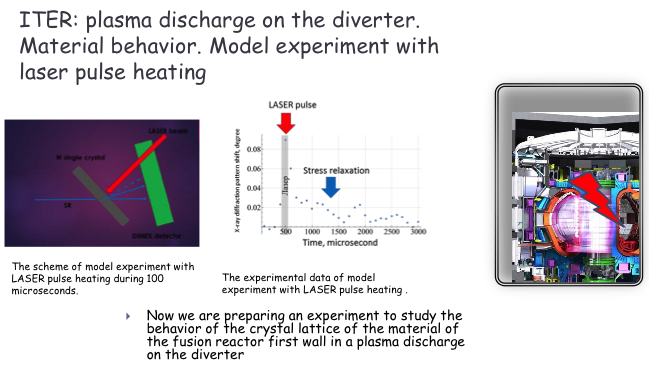 ITER: plasma discharge on the diverter.
Material behavior. Model experiment with
laser pulse heating
LASER beam
W single crystal
SR
DIMEX detector
The scheme of model experiment with
LASER pulse heating during 100
microseconds.
LASER pulse
X-ray diffraction pattern shift, degree
0.08
0.06
0.04
0.02
Лазер
Stress relaxation
0
500
1000
1500
2000
2500
3000
Time, microsecond
The experimental data of model
experiment with LASER pulse heating .
Now we are preparing an experiment to study the
behavior of the crystal lattice of the material of
the fusion reactor first wall in a plasma discharge
on the diverter